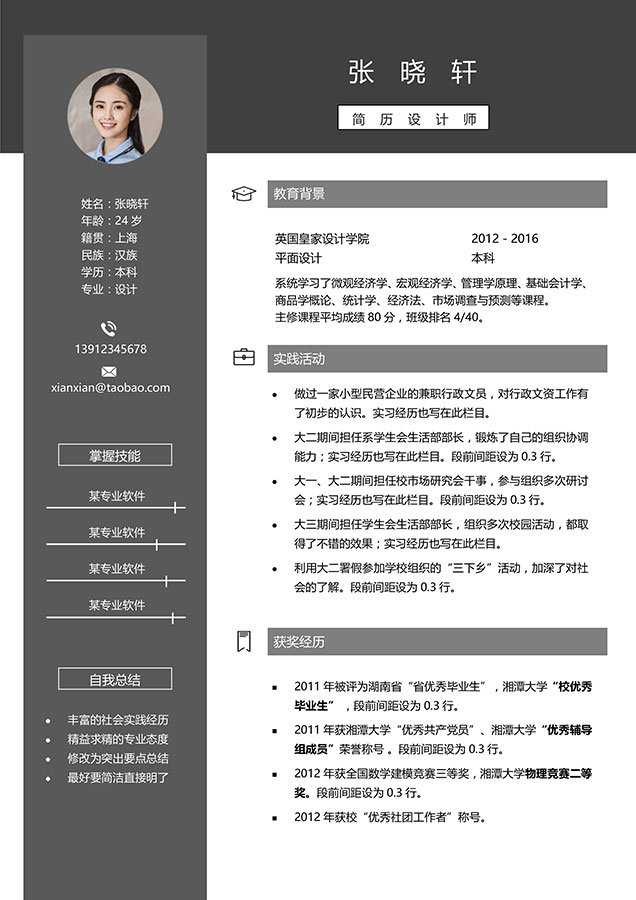 张晓轩
简历设计师
姓名：张晓轩
年龄：24 岁
籍贯：上海
民族：汉族
学历：本科
专业：设计
13912345678
xianxian@taobao.com
掌握技能
某专业软件
某专业软件
某专业软件
某专业软件
自我总结
丰富的社会实践经历
精益求精的专业态度
修改为突出要点总结
最好要简洁直接明了
教育背景
英国皇家设计学院 2012 - 2016
平面设计 本科
系统学习了微观经济学、宏观经济学、管理学原理、基础会计学、
商品学概论、统计学、经济法、市场调查与预测等课程。
主修课程平均成绩 80 分，班级排名 4/40。
实践活动
做过一家小型民营企业的兼职行政文员，对行政文资工作有
了初步的认识。实习经历也写在此栏目。
大二期间担任系学生会生活部部长，锻炼了自己的组织协调
能力；实习经历也写在此栏目。段前间距设为 0.3 行。
大一、大二期间担任校市场研究会干事，参与组织多次研讨
会；实习经历也写在此栏目。段前间距设为 0.3 行。
大三期间担任学生会生活部部长，组织多次校园活动，都取
得了不错的效果；实习经历也写在此栏目。
利用大二署假参加学校组织的“三下乡”活动，加深了对社
会的了解。段前间距设为 0.3 行。
获奖经历
2011 年被评为湖南省“省优秀毕业生”，湘潭大学“校优秀
毕业生”，段前间距设为 0.3 行。
2011 年获湘潭大学“优秀共产党员”、湘潭大学“优秀辅导
组成员”荣誉称号 。段前间距设为 0.3 行。
2012 年获全国数学建模竞赛三等奖，湘潭大学物理竞赛二等
奖。段前间距设为 0.3 行。
2012 年获校“优秀社团工作者”称号。